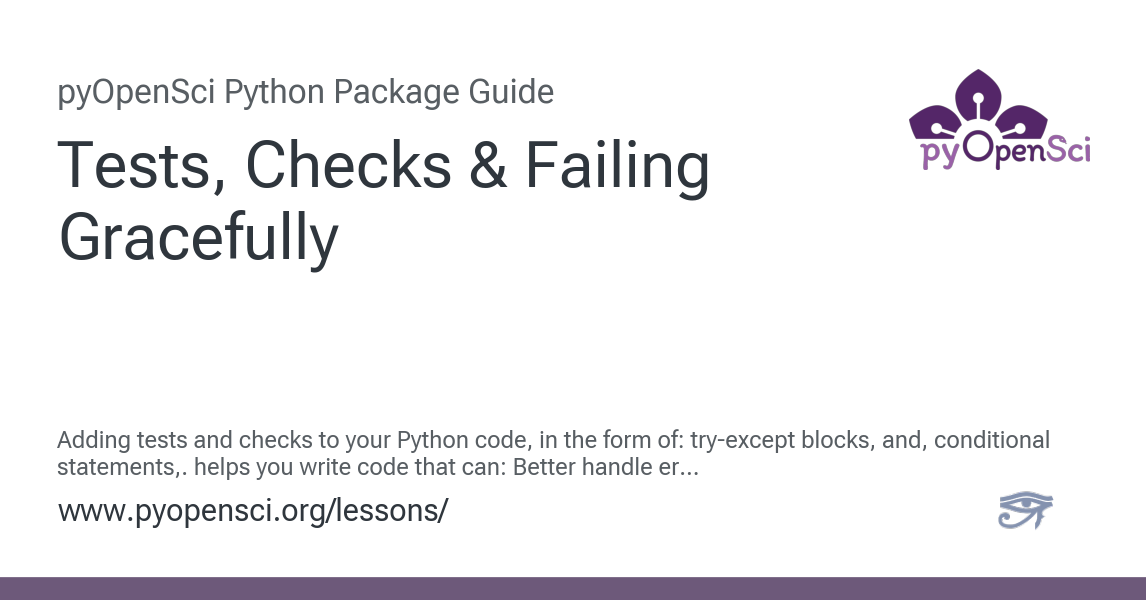 pyOpenSci Python Package Guide
Tests, Checks & Failing
Gracefully
pyOpenSci
Adding tests and checks to your Python code, in the form of: try-except blocks, and, conditional
statements,. helps you write code that can: Better handle er...
www.pyopensci.org/lessons/